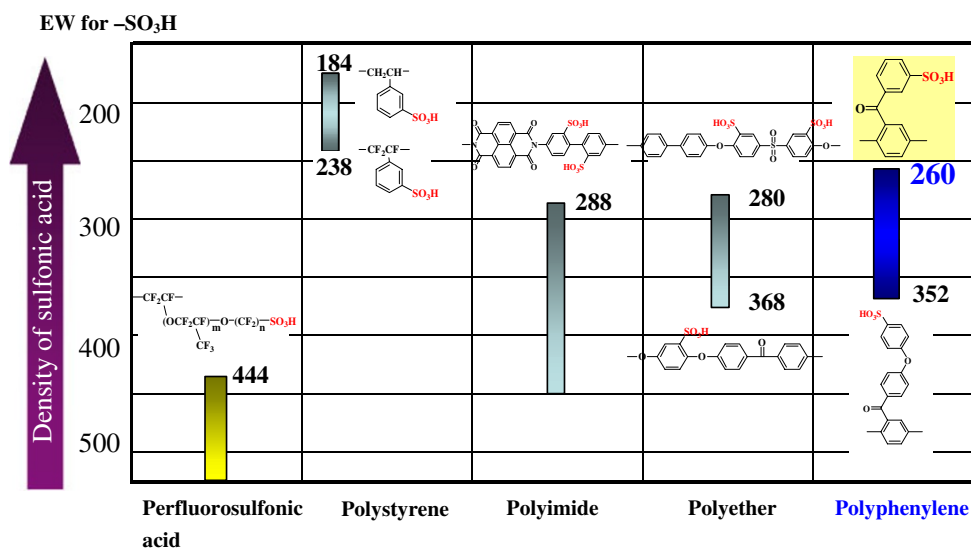 EW for –SO3H
Density of sulfonic acid
200
300
400
500
–CF2CF–
(OCF2CF)m–O–(CF2)n–SO3H
CF3
444
184
–CH2CH–
SO3H
–CF2CF–
SO3H
238
O
O
SO3H
N
N
O
O
SO3H
288
HO3S
SO3H
O
O
S
O
O
280
368
SO3H
O
O
O
SO3H
O
260
352
HO3S
O
O
Perfluorosulfonic
acid
Polystyrene
Polyimide
Polyether
Polyphenylene